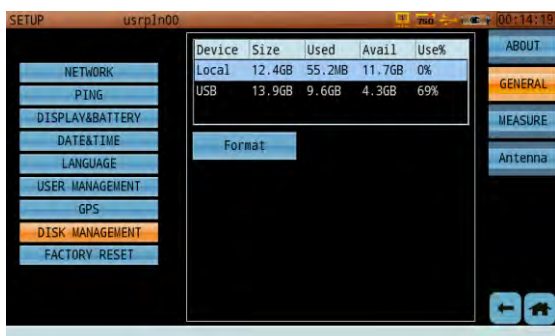 SETUP usrp1n00 750 00:14:19
NETWORK
PING
DISPLAY&BATTERY
DATE&TIME
LANGUAGE
USER MANAGEMENT
GPS
DISK MANAGEMENT
FACTORY RESET
Device Size Used Avail Use%
Local 12.4GB 55.2MB 11.7GB 0%
USB 13.9GB 9.6GB 4.3GB 69%
Format
ABOUT
GENERAL
MEASURE
Antenna